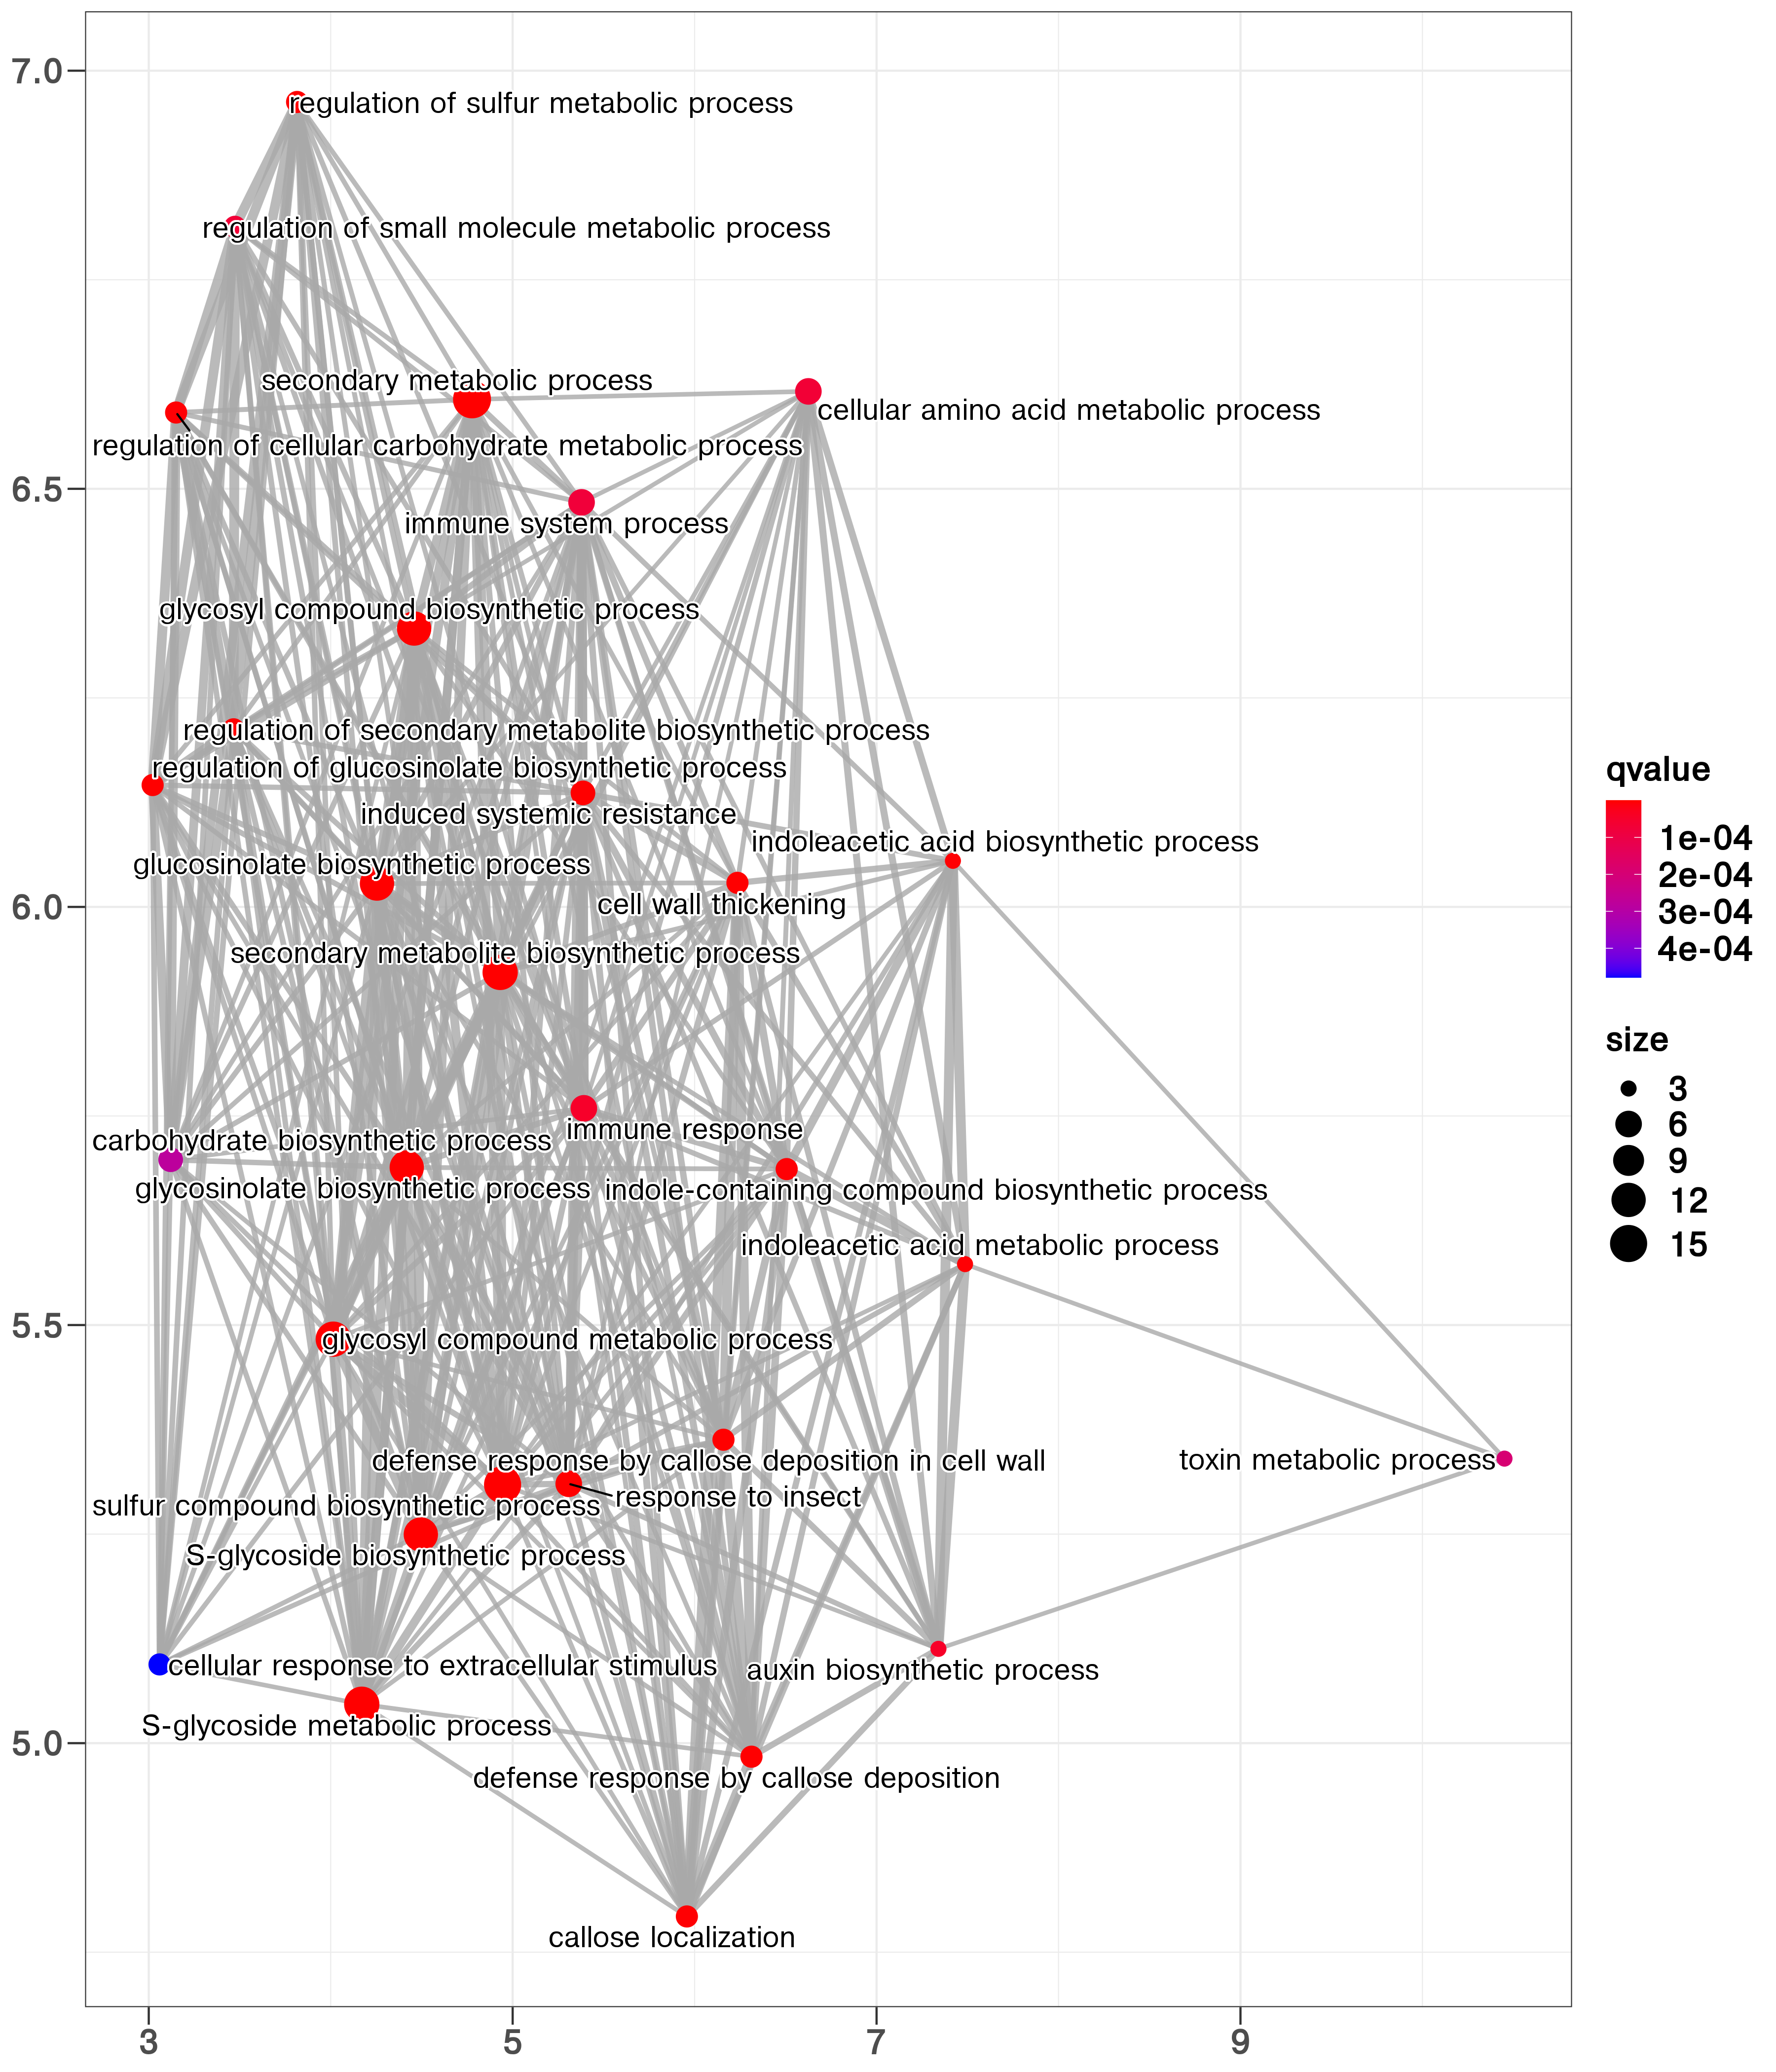 7.0
regulation of sulfur metabolic process
regulation of small molecule metabolic process
secondary metabolic process
cellular amino acid metabolic process
regulation of cellular carbohydrate metabolic process
6.5
immune system process
glycosyl compound biosynthetic process
regulation of secondary metabolite biosynthetic process
regulation of glucosinolate biosynthetic process
induced systemic resistance
indoleacetic acid biosynthetic process
glucosinolate biosynthetic process
cell wall thickening
6.0
secondary metabolite biosynthetic process
immune response
carbohydrate biosynthetic process
glycosinolate biosynthetic process
indole-containing compound biosynthetic process
indoleacetic acid metabolic process
5.5
glycosyl compound metabolic process
defense response by callose deposition in cell wall
toxin metabolic process
response to insect
sulfur compound biosynthetic process
S-glycoside biosynthetic process
cellular response to extracellular stimulus
auxin biosynthetic process
S-glycoside metabolic process
5.0
defense response by callose deposition
callose localization
3
5
7
9
qvalue
1e-04
2e-04
3e-04
4e-04
size
3
6
9
12
15